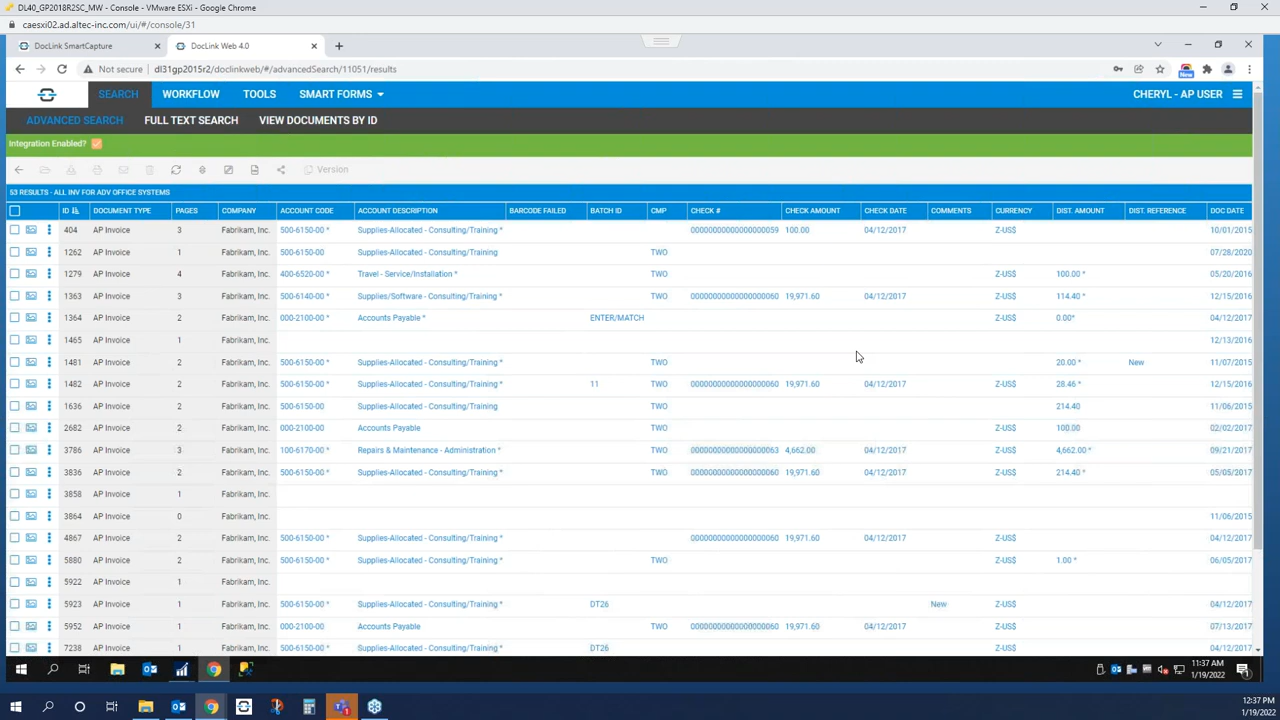 DL40_GP2018R2SC_MW - Console - VMware ESXi - Google Chrome
caesxi02.ad.altec-inc.com/ui/#/console/31
DocLink SmartCapture
DocLink Web 4.0
Not secure dl31gp2015r2/doclinkweb/#/advancedSearch/11051/results
New
SEARCH WORKFLOW TOOLS SMART FORMS CHERYL - AP USER
ADVANCED SEARCH FULL TEXT SEARCH VIEW DOCUMENTS BY ID
Integration Enabled?
Version
53 RESULTS - ALL INV FOR ADV OFFICE SYSTEMS
ID DOCUMENT TYPE PAGES COMPANY ACCOUNT CODE ACCOUNT DESCRIPTION BARCODE FAILED BATCH ID CMP CHECK # CHECK AMOUNT CHECK DATE COMMENTS CURRENCY DIST. AMOUNT DIST. REFERENCE DOC DATE
404 AP Invoice 3 Fabrikam, Inc. 500-6150-00 * Supplies-Allocated - Consulting/Training * 00000000000000000059 100.00 04/12/2017 Z-US$ 10/01/2015
1262 AP Invoice 1 Fabrikam, Inc. 500-6150-00 Supplies-Allocated - Consulting/Training TWO 07/28/2020
1279 AP Invoice 4 Fabrikam, Inc. 400-6520-00 * Travel - Service/Installation * TWO Z-US$ 100.00 * 05/20/2016
1363 AP Invoice 3 Fabrikam, Inc. 500-6140-00 * Supplies/Software - Consulting/Training * TWO 00000000000000000060 19,971.60 04/12/2017 Z-US$ 114.40 * 12/15/2016
1364 AP Invoice 2 Fabrikam, Inc. 000-2100-00 * Accounts Payable * ENTER/MATCH TWO Z-US$ 0.00* 04/12/2017
1465 AP Invoice 1 Fabrikam, Inc. 12/13/2016
1481 AP Invoice 2 Fabrikam, Inc. 500-6150-00 * Supplies-Allocated - Consulting/Training * TWO Z-US$ 20.00 * New 11/07/2015
1482 AP Invoice 2 Fabrikam, Inc. 500-6150-00 * Supplies-Allocated - Consulting/Training * 11 TWO 00000000000000000060 19,971.60 04/12/2017 Z-US$ 28.46 * 12/15/2016
1636 AP Invoice 2 Fabrikam, Inc. 500-6150-00 Supplies-Allocated - Consulting/Training TWO 214.40 11/06/2015
2682 AP Invoice 2 Fabrikam, Inc. 000-2100-00 Accounts Payable TWO Z-US$ 100.00 02/02/2017
3786 AP Invoice 3 Fabrikam, Inc. 100-6170-00 * Repairs & Maintenance - Administration * TWO 00000000000000000063 4,662.00 04/12/2017 Z-US$ 4,662.00 * 09/21/2017
3836 AP Invoice 2 Fabrikam, Inc. 500-6150-00 * Supplies-Allocated - Consulting/Training * TWO 00000000000000000060 19,971.60 04/12/2017 Z-US$ 214.40 * 05/05/2017
3858 AP Invoice 1 Fabrikam, Inc.
3864 AP Invoice 0 Fabrikam, Inc. 11/06/2015
4867 AP Invoice 2 Fabrikam, Inc. 500-6150-00 * Supplies-Allocated - Consulting/Training * 00000000000000000060 19,971.60 04/12/2017 Z-US$ 04/12/2017
5880 AP Invoice 2 Fabrikam, Inc. 500-6150-00 * Supplies-Allocated - Consulting/Training * TWO Z-US$ 1.00 * 06/05/2017
5922 AP Invoice 1 Fabrikam, Inc.
5923 AP Invoice 1 Fabrikam, Inc. 500-6150-00 * Supplies-Allocated - Consulting/Training * DT26 New Z-US$ 04/12/2017
5952 AP Invoice 1 Fabrikam, Inc. 000-2100-00 Accounts Payable TWO 00000000000000000060 19,971.60 04/12/2017 Z-US$ 07/13/2017
7238 AP Invoice 1 Fabrikam, Inc. 500-6150-00 * Supplies-Allocated - Consulting/Training * DT26 Z-US$ 04/12/2017
11:37 AM
1/19/2022
12:37 PM
1/19/2022